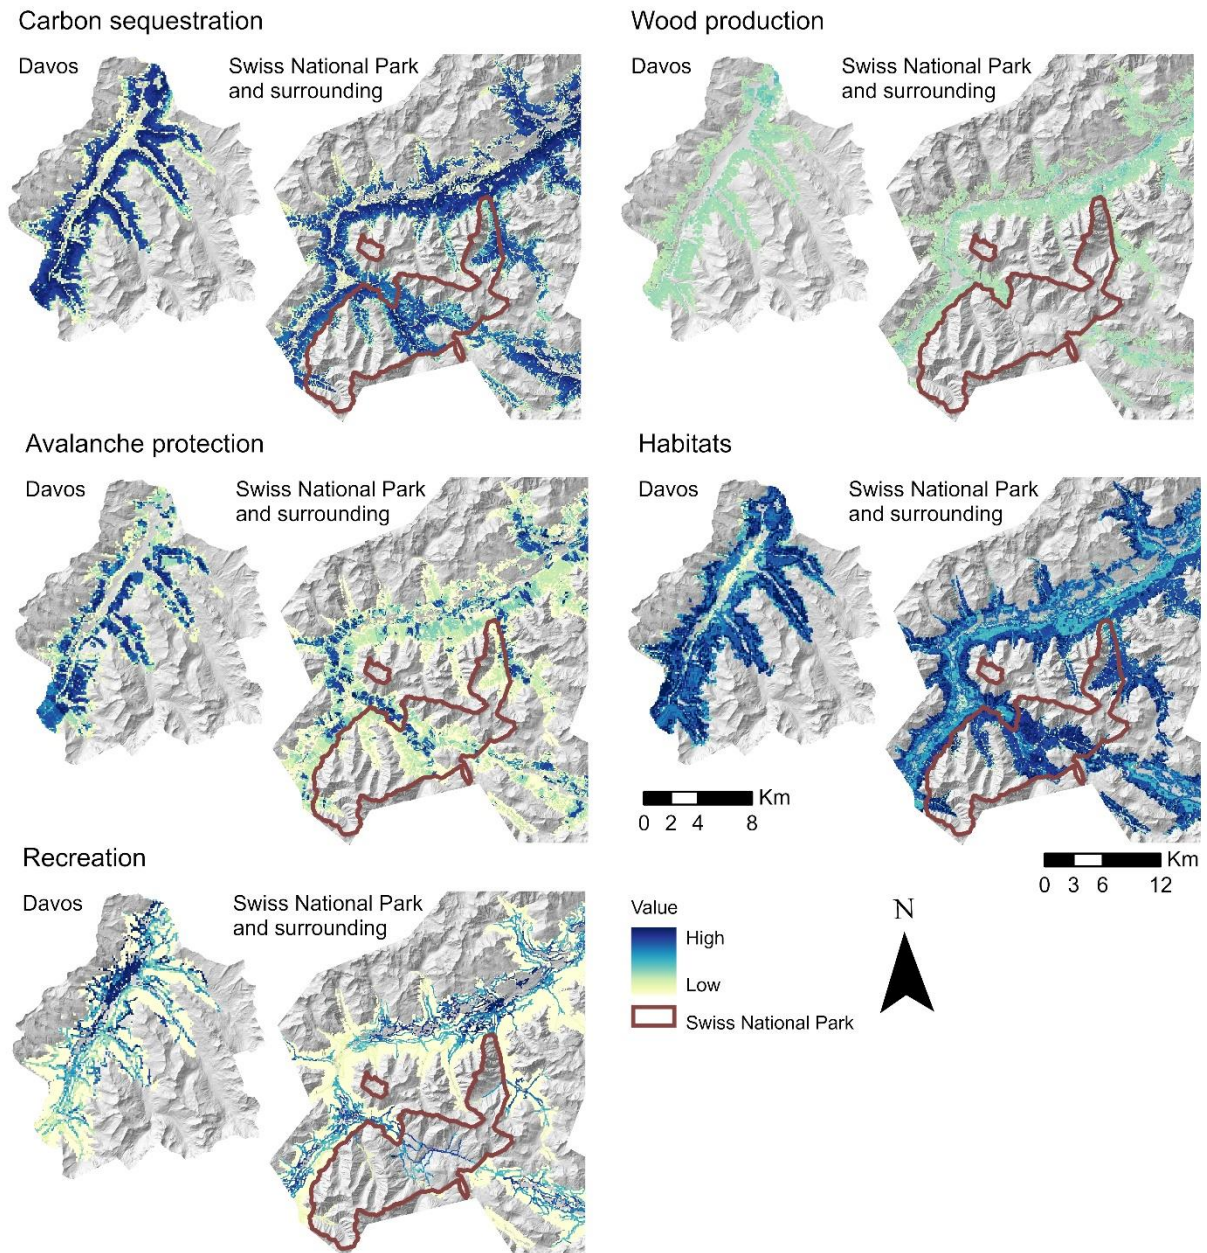 Carbon sequestration
Davos
Swiss National Park
and surrounding
Wood production
Davos
Swiss National Park
and surrounding
Avalanche protection
Davos
Swiss National Park
and surrounding
Habitats
Davos
Swiss National Park
and surrounding
Km
0 2 4 8
Km
0 3 6 12
Recreation
Davos
Swiss National Park
and surrounding
Value
High
Low
Swiss National Park
N